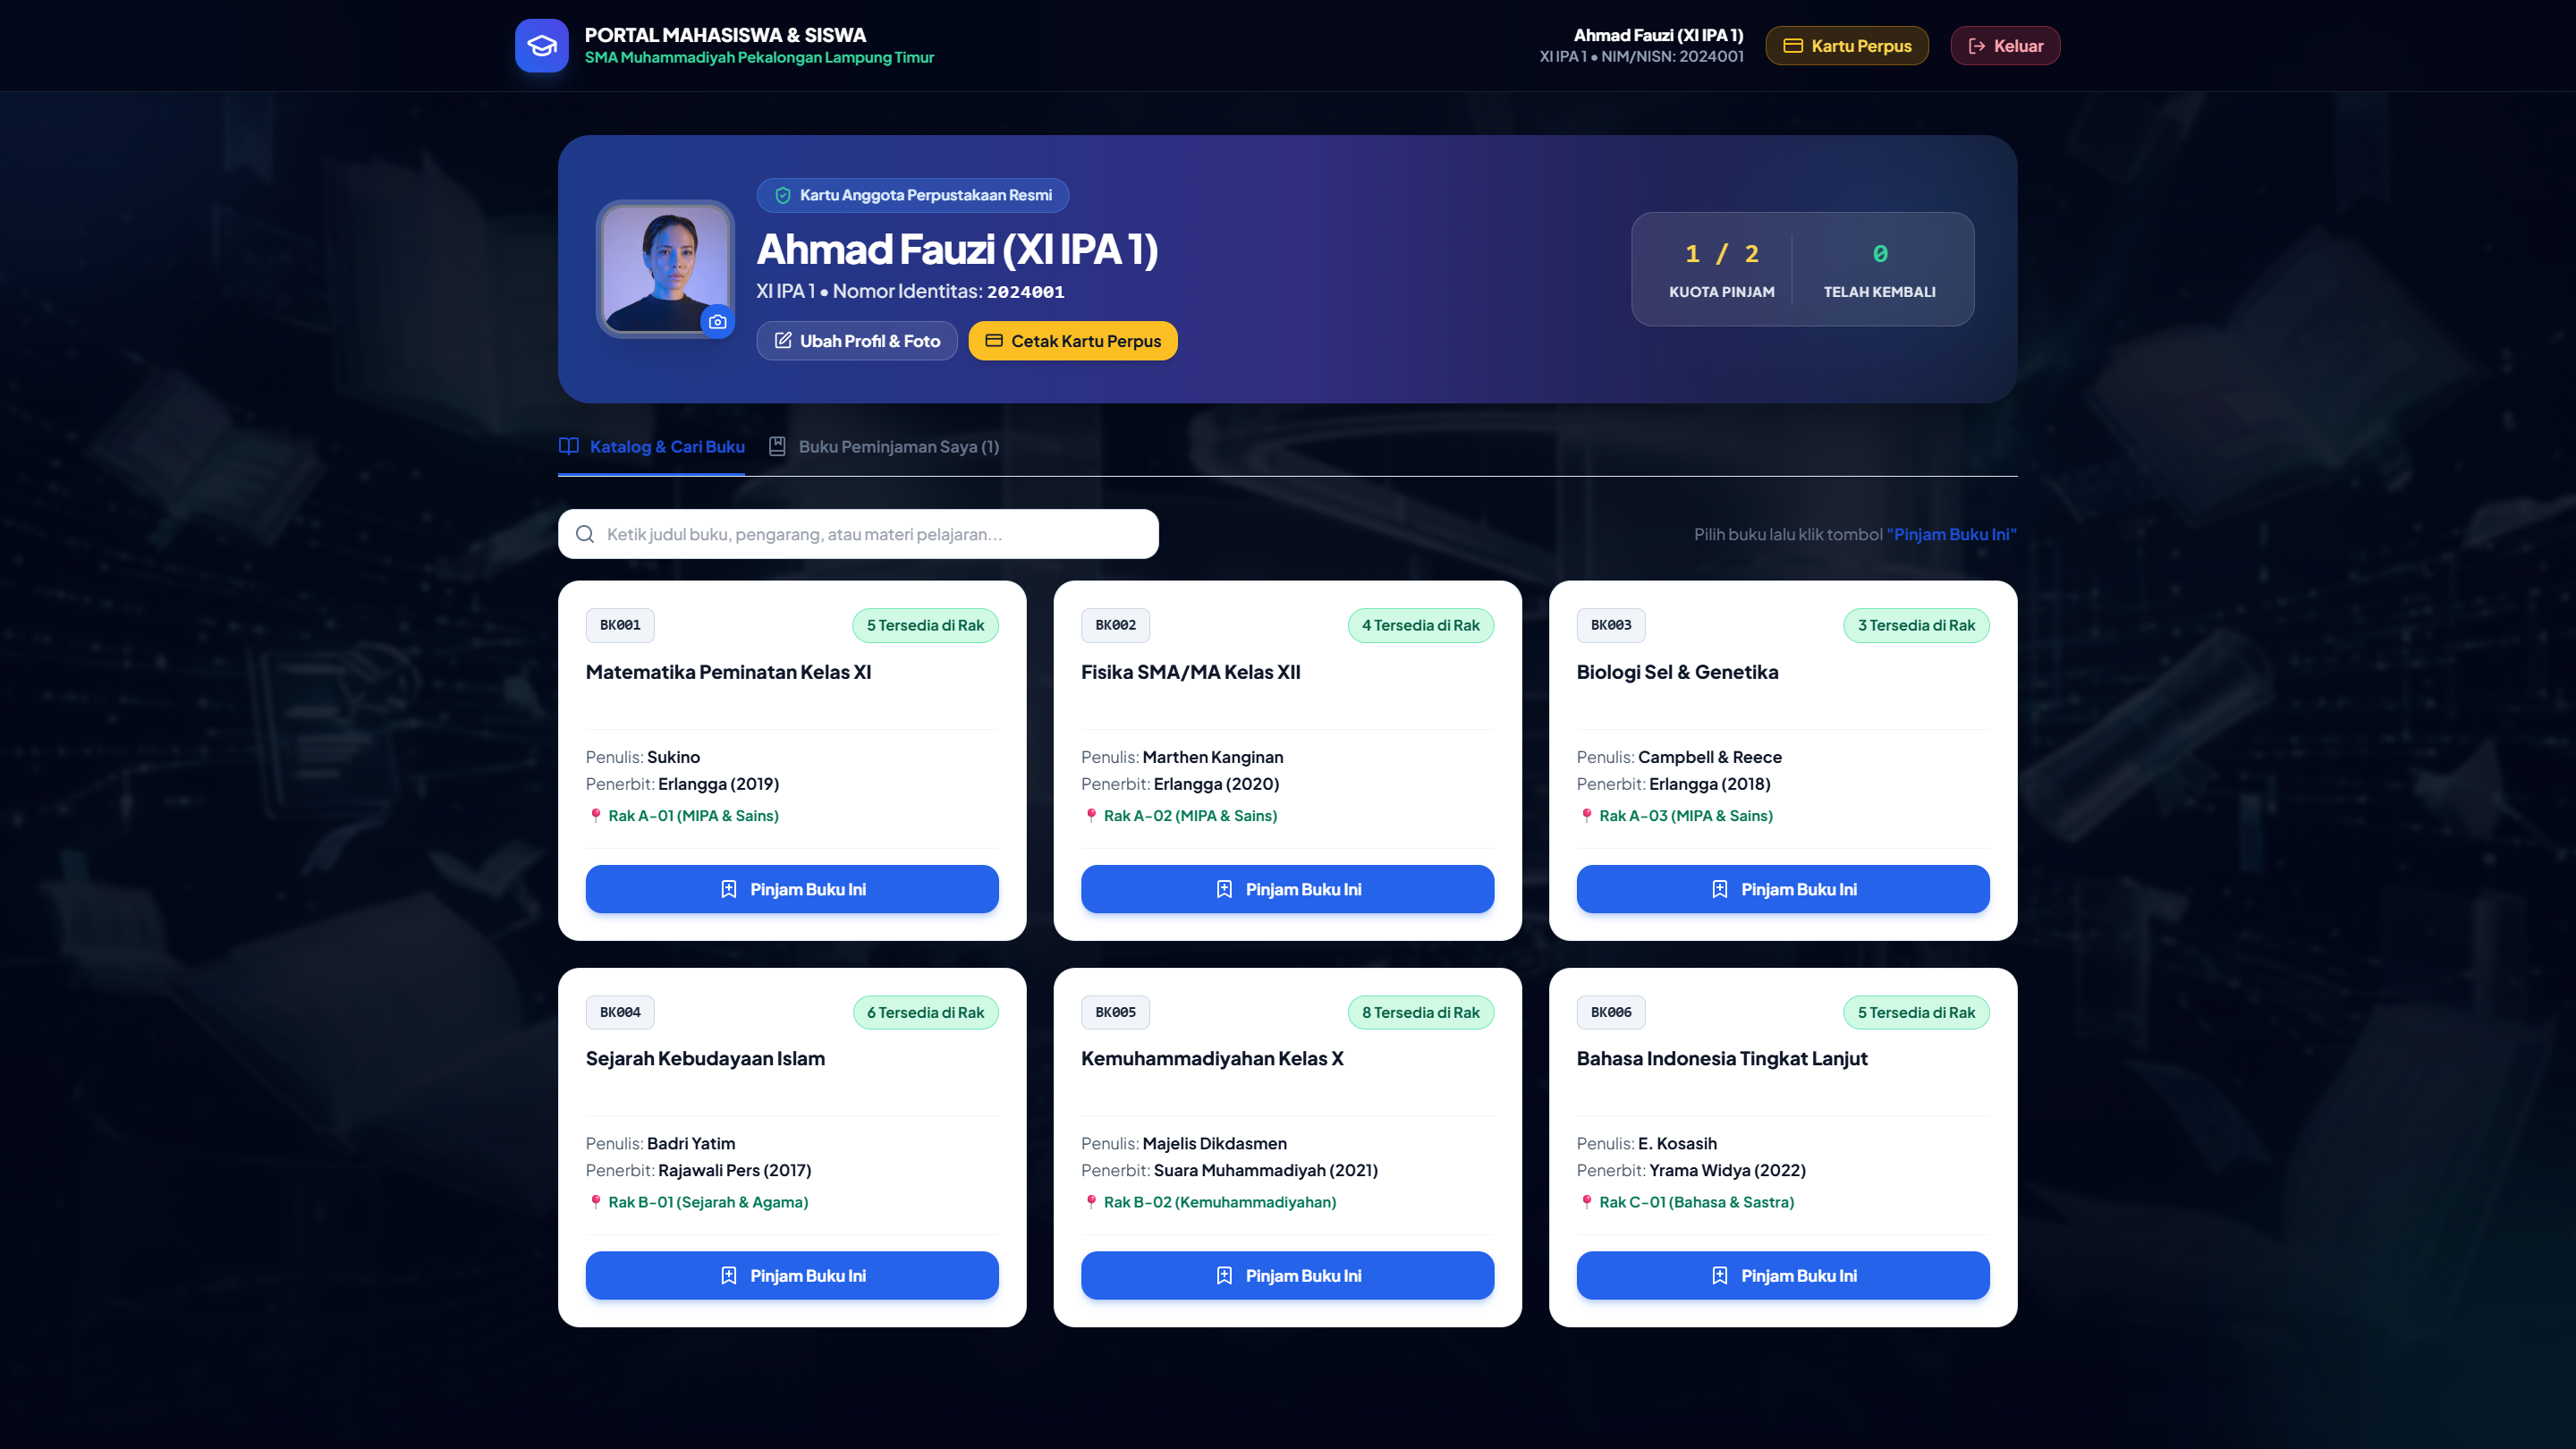 PORTAL MAHASISWA & SISWA
SMA Muhammadiyah Pekalongan Lampung Timur
Ahmad Fauzi (XI IPA 1)
XI IPA 1 • NIM/NISN: 2024001
Kartu Perpus
Keluar
Kartu Anggota Perpustakaan Resmi
Ahmad Fauzi (XI IPA 1)
XI IPA 1 • Nomor Identitas: 2024001
Ubah Profil & Foto
Cetak Kartu Perpus
1 / 2
KUOTA PINJAM
0
TELAH KEMBALI
Katalog & Cari Buku
Buku Peminjaman Saya (1)
Ketik judul buku, pengarang, atau materi pelajaran...
Pilih buku lalu klik tombol "Pinjam Buku Ini"
BK001
5 Tersedia di Rak
Matematika Peminatan Kelas XI
Penulis: Sukino
Penerbit: Erlangga (2019)
📍 Rak A-01 (MIPA & Sains)
Pinjam Buku Ini
BK002
4 Tersedia di Rak
Fisika SMA/MA Kelas XII
Penulis: Marthen Kanginan
Penerbit: Erlangga (2020)
📍 Rak A-02 (MIPA & Sains)
Pinjam Buku Ini
BK003
3 Tersedia di Rak
Biologi Sel & Genetika
Penulis: Campbell & Reece
Penerbit: Erlangga (2018)
📍 Rak A-03 (MIPA & Sains)
Pinjam Buku Ini
BK004
6 Tersedia di Rak
Sejarah Kebudayaan Islam
Penulis: Badri Yatim
Penerbit: Rajawali Pers (2017)
📍 Rak B-01 (Sejarah & Agama)
Pinjam Buku Ini
BK005
8 Tersedia di Rak
Kemuhammadiyahan Kelas X
Penulis: Majelis Dikdasmen
Penerbit: Suara Muhammadiyah (2021)
📍 Rak B-02 (Kemuhammadiyahan)
Pinjam Buku Ini
BK006
5 Tersedia di Rak
Bahasa Indonesia Tingkat Lanjut
Penulis: E. Kosasih
Penerbit: Yrama Widya (2022)
📍 Rak C-01 (Bahasa & Sastra)
Pinjam Buku Ini